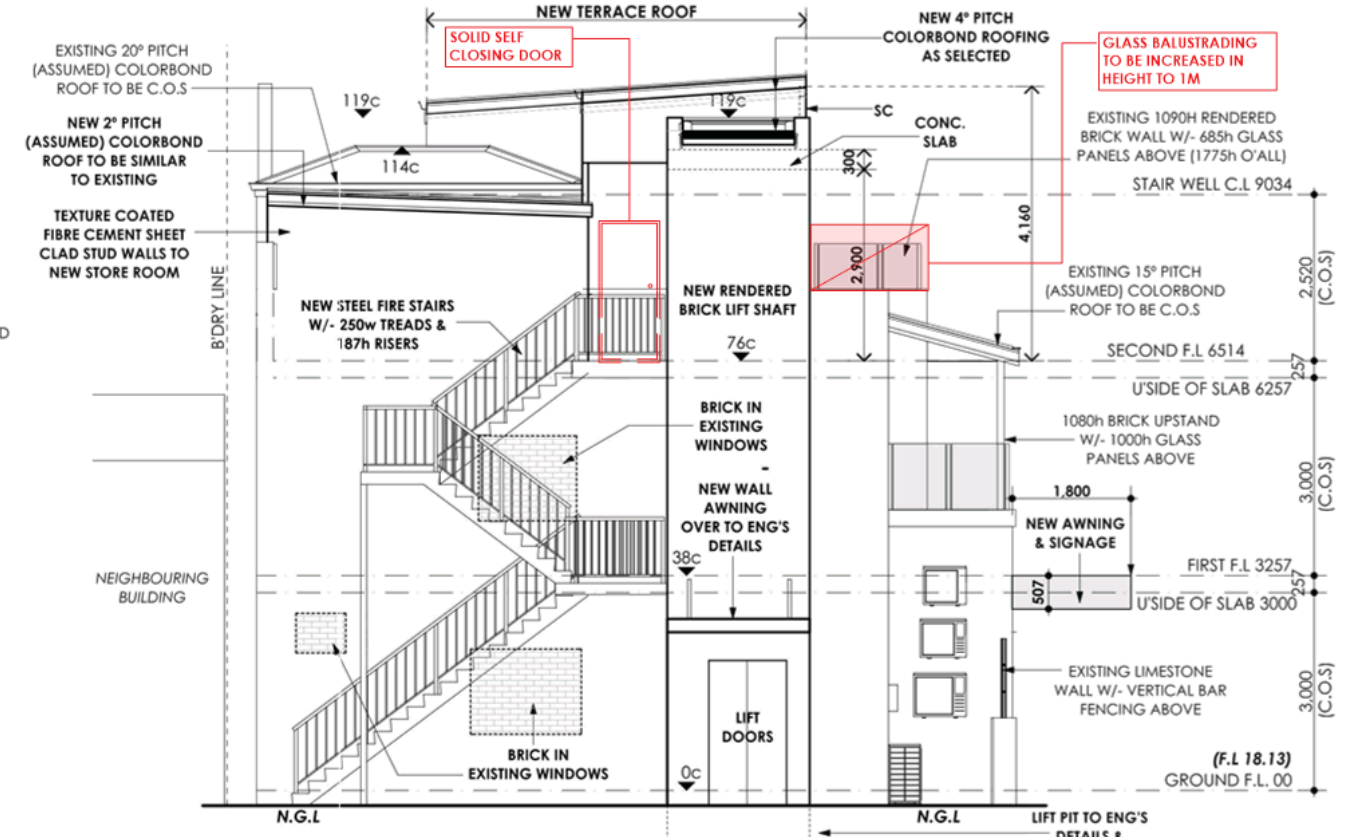 NEW TERRACE ROOF
SOLID SELF
CLOSING DOOR
NEW 4° PITCH
COLORBOND ROOFING
AS SELECTED
GLASS BALUSTRADING
TO BE INCREASED IN
HEIGHT TO 1M
EXISTING 20° PITCH
(ASSUMED) COLORBOND
ROOF TO BE C.O.S
119c
119c
SC
CONC.
SLAB
EXISTING 1090H RENDERED
BRICK WALL W/- 685h GLASS
PANELS ABOVE (1775h O'ALL)
NEW 2° PITCH
(ASSUMED) COLORBOND
ROOF TO BE SIMILAR
TO EXISTING
114c
300
STAIR WELL C.L 9034
TEXTURE COATED
FIBRE CEMENT SHEET
CLAD STUD WALLS TO
NEW STORE ROOM
4,160
2,900
2,520
(C.O.S)
B'DRY LINE
NEW STEEL FIRE STAIRS
W/- 250w TREADS &
187h RISERS
NEW RENDERED
BRICK LIFT SHAFT
EXISTING 15° PITCH
(ASSUMED) COLORBOND
ROOF TO BE C.O.S
D
76c
SECOND F.L 6514
257
U'SIDE OF SLAB 6257
BRICK IN
EXISTING
WINDOWS
1080h BRICK UPSTAND
W/- 1000h GLASS
PANELS ABOVE
-
NEW WALL
AWNING
OVER TO ENG'S
DETAILS
3,000
(C.O.S)
1,800
NEW AWNING
& SIGNAGE
38c
FIRST F.L 3257
257
507
U'SIDE OF SLAB 3000
NEIGHBOURING
BUILDING
EXISTING LIMESTONE
WALL W/- VERTICAL BAR
FENCING ABOVE
3,000
(C.O.S)
LIFT
DOORS
BRICK IN
EXISTING WINDOWS
0c
(F.L 18.13)
GROUND F.L. 00
N.G.L
N.G.L
LIFT PIT TO ENG'S
DETAILS &